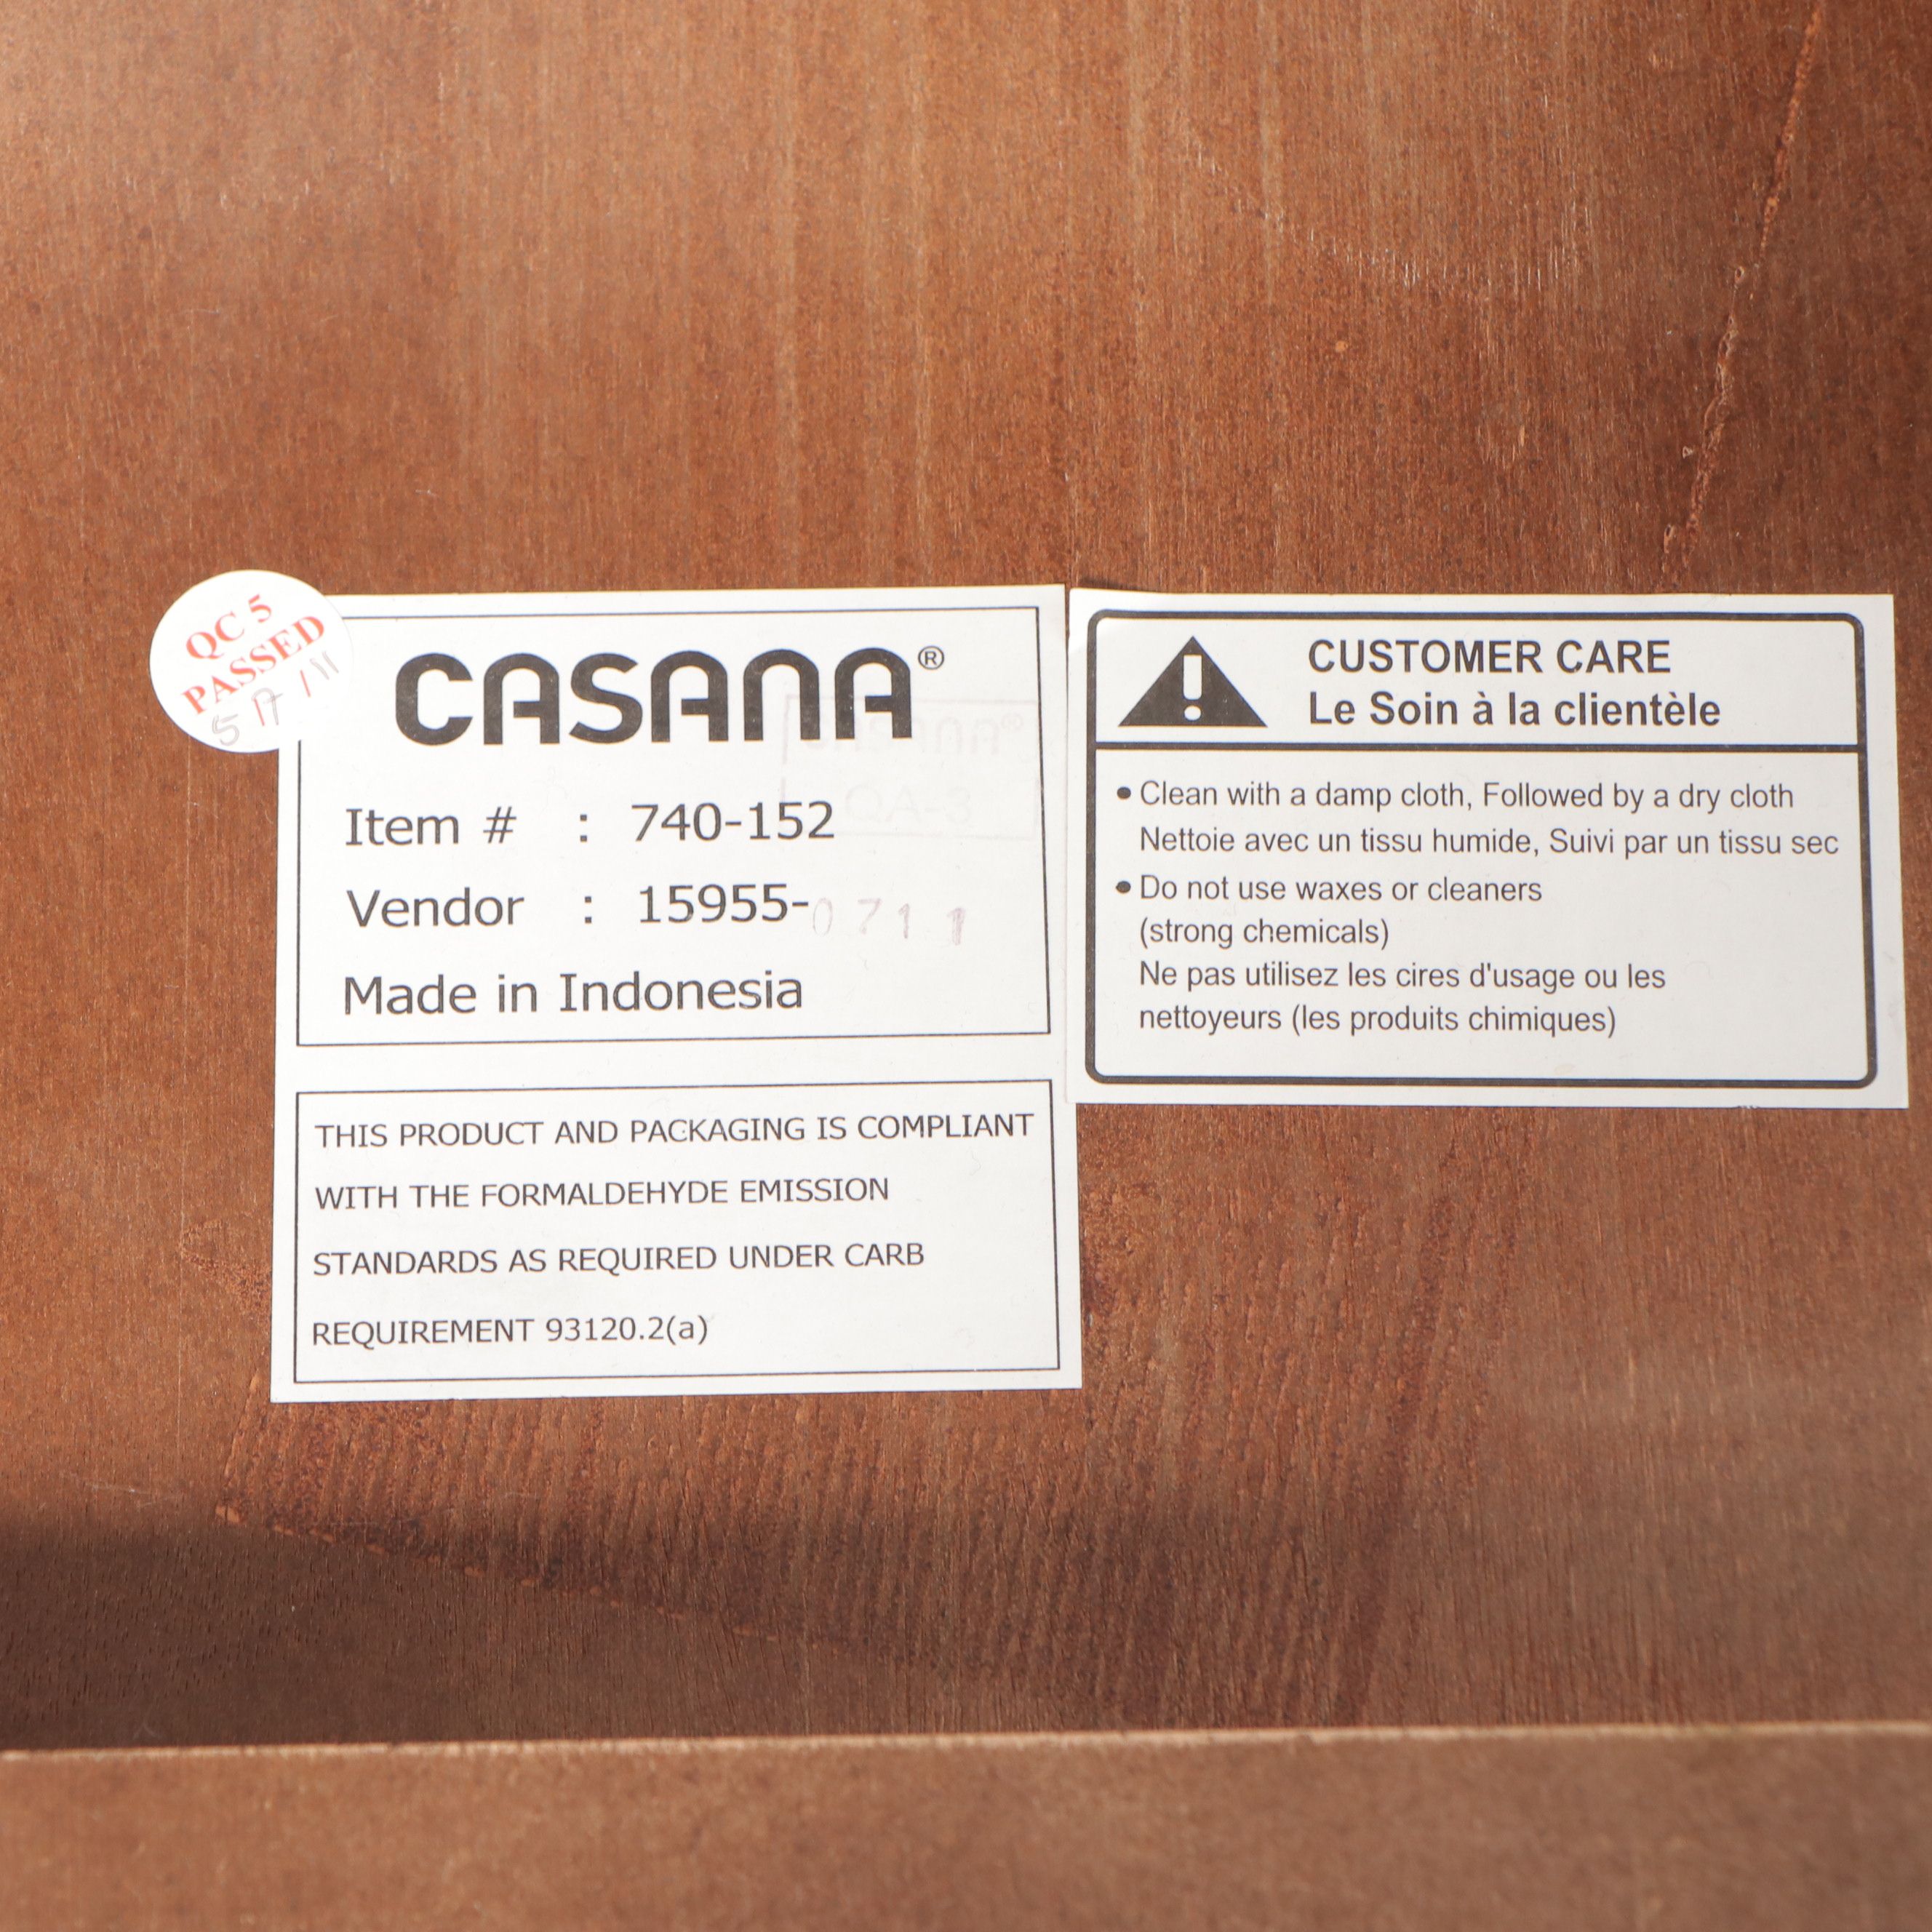 QC 5
PASSED
CASANA®
Item # : 740-152
Vendor : 15955-0711
Made in Indonesia
THIS PRODUCT AND PACKAGING IS COMPLIANT
WITH THE FORMALDEHYDE EMISSION
STANDARDS AS REQUIRED UNDER CARB
REQUIREMENT 93120.2(a)
CUSTOMER CARE
Le Soin à la clientèle
• Clean with a damp cloth, Followed by a dry cloth
Nettoie avec un tissu humide, Suivi par un tissu sec
• Do not use waxes or cleaners
(strong chemicals)
Ne pas utilisez les cires d'usage ou les
nettoyeurs (les produits chimiques)